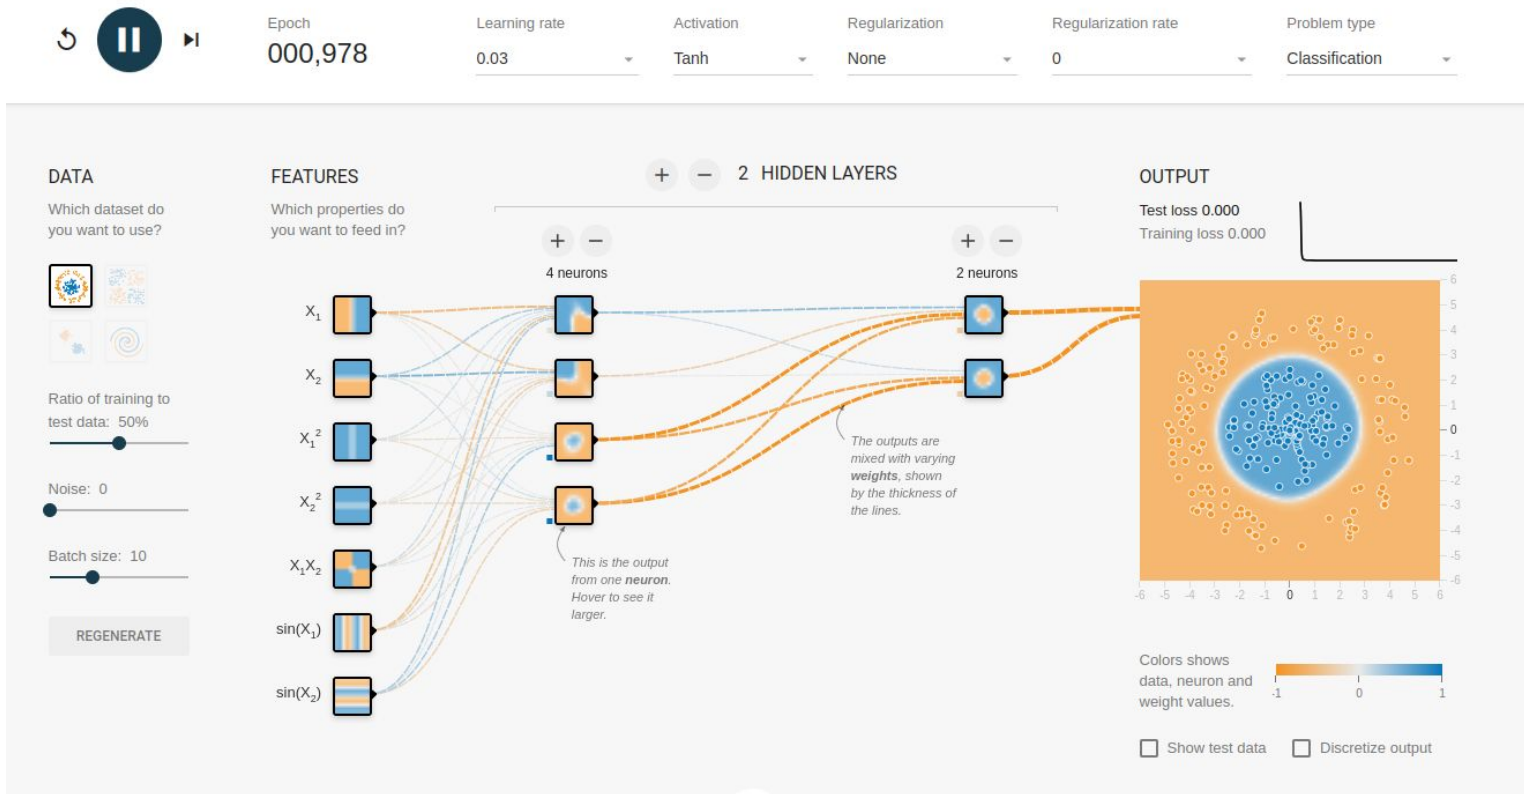 Epoch
000,978
Learning rate
0.03
Activation
Tanh
Regularization
None
Regularization rate
0
Problem type
Classification
DATA
Which dataset do
you want to use?
Ratio of training to
test data: 50%
Noise: 0
Batch size: 10
REGENERATE
FEATURES
Which properties do
you want to feed in?
X₁
X₂
X₁²
X₂²
X₁X₂
sin(X₁)
sin(X₂)
+ − 2 HIDDEN LAYERS
+ −
4 neurons
+ −
2 neurons
This is the output
from one neuron.
Hover to see it
larger.
The outputs are
mixed with varying
weights, shown
by the thickness of
the lines.
OUTPUT
Test loss 0.000
Training loss 0.000
6
5
4
3
2
1
0
-1
-2
-3
-4
-5
-6
-6 -5 -4 -3 -2 -1 0 1 2 3 4 5 6
Colors shows
data, neuron and
weight values.
-1 0 1
Show test data
Discretize output